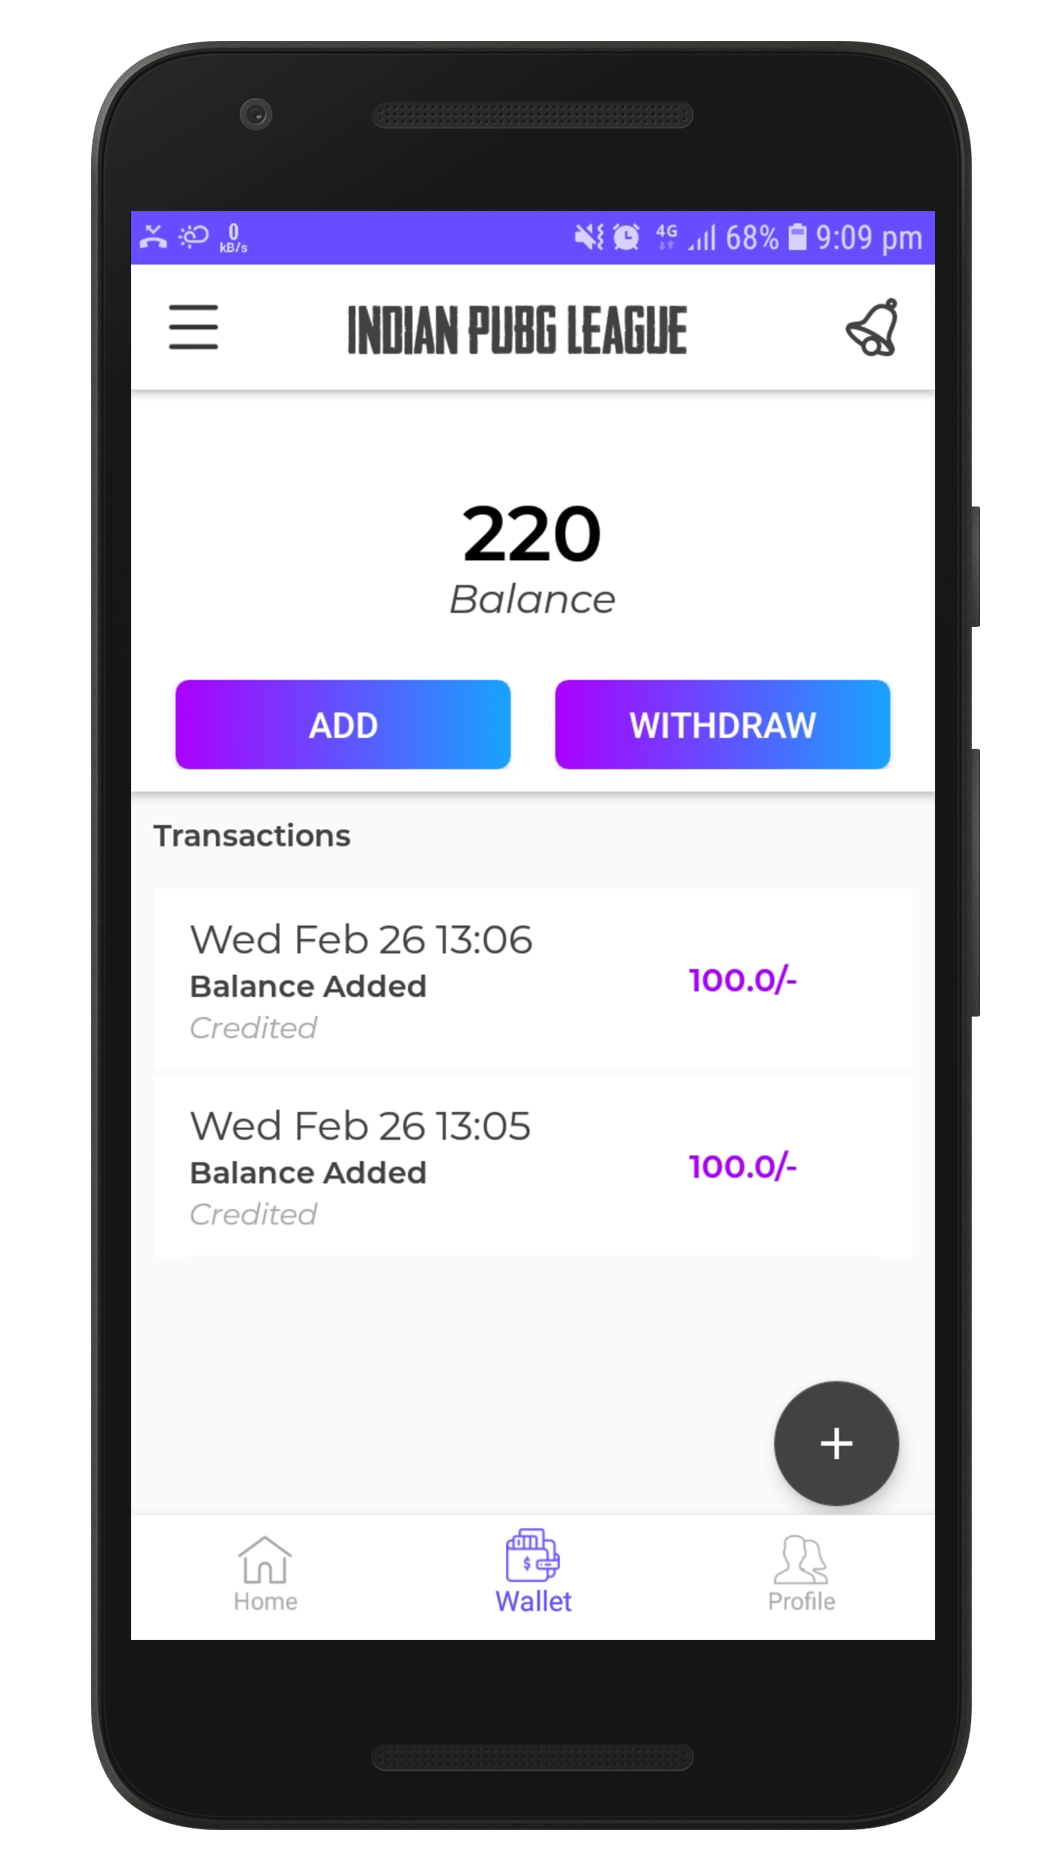 0
kB/s
4G
68%
9:09 pm
INDIAN PUBG LEAGUE
220
Balance
ADD
WITHDRAW
Transactions
Wed Feb 26 13:06
Balance Added
100.0/-
Credited
Wed Feb 26 13:05
Balance Added
100.0/-
Credited
+
$
Home
Wallet
Profile